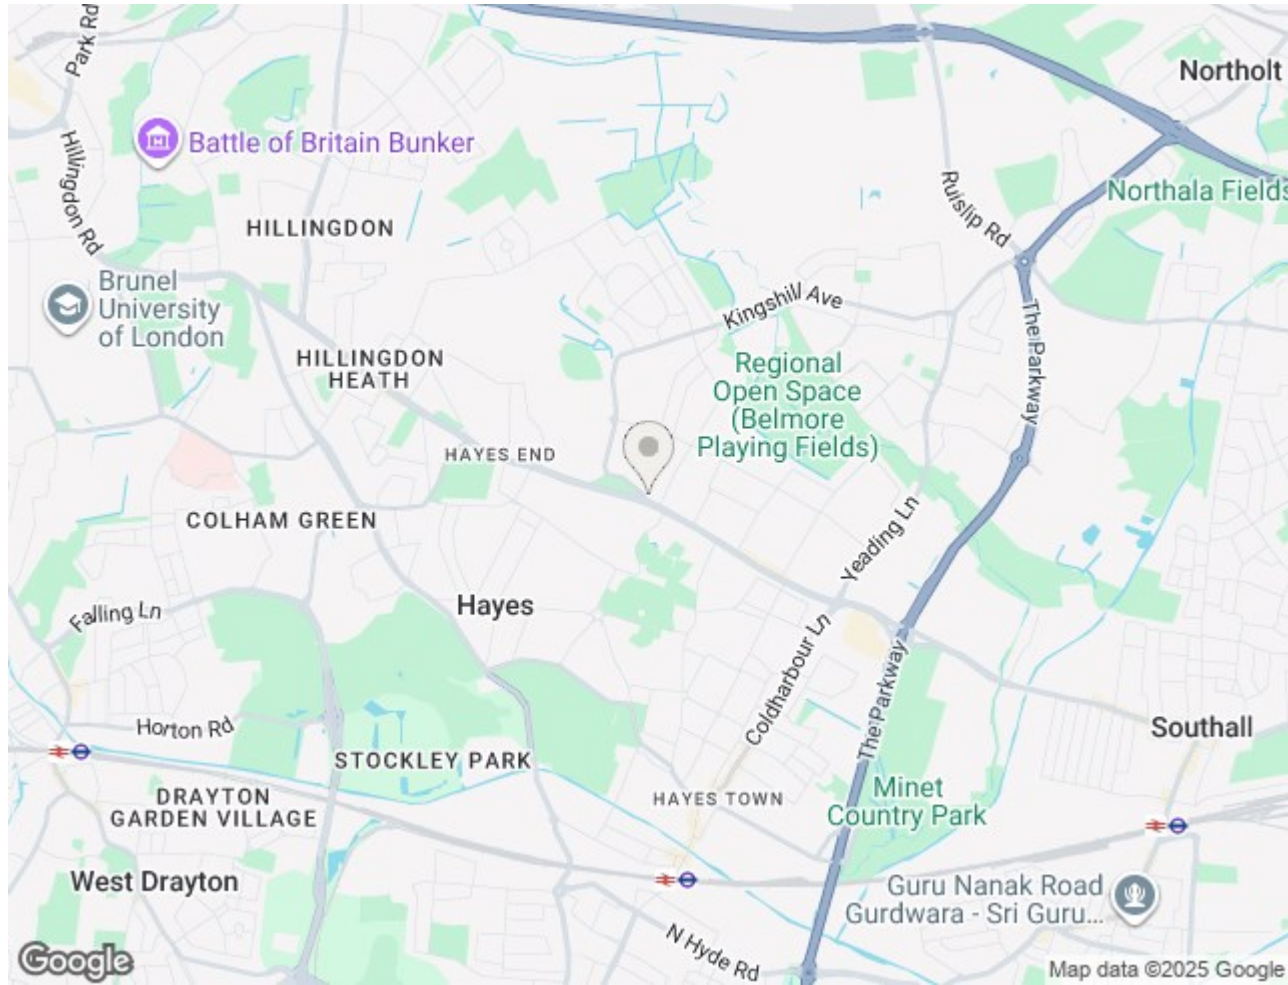 Park Rd
Northolt
Battle of Britain Bunker
Hillingdon Rd
Ruislip Rd
Northala Fields
HILLINGDON
Brunel
University
of London
Kingshill Ave
The Parkway
HILLINGDON
HEATH
Regional
Open Space
(Belmore
Playing Fields)
HAYES END
COLHAM GREEN
Yeading Ln
Hayes
Falling Ln
Coldharbour Ln
The Parkway
Horton Rd
Southall
STOCKLEY PARK
DRAYTON
GARDEN VILLAGE
HAYES TOWN
Minet
Country Park
West Drayton
Guru Nanak Road
Gurdwara - Sri Guru...
N Hyde Rd
Google
Map data ©2025 Google